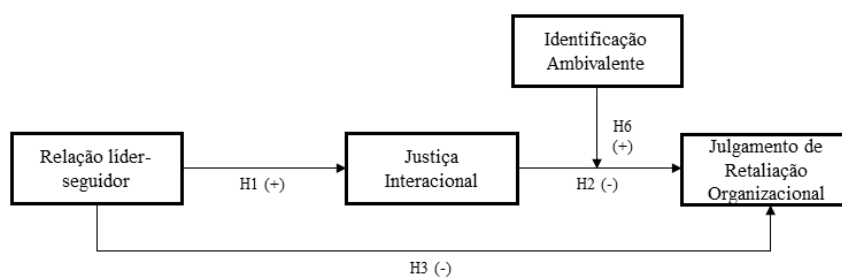 Identificação
Ambivalente
H6
(+)
Relação líder-
seguidor
H1 (+)
Justiça
Interacional
H2 (-)
Julgamento de
Retaliação
Organizacional
H3 (-)